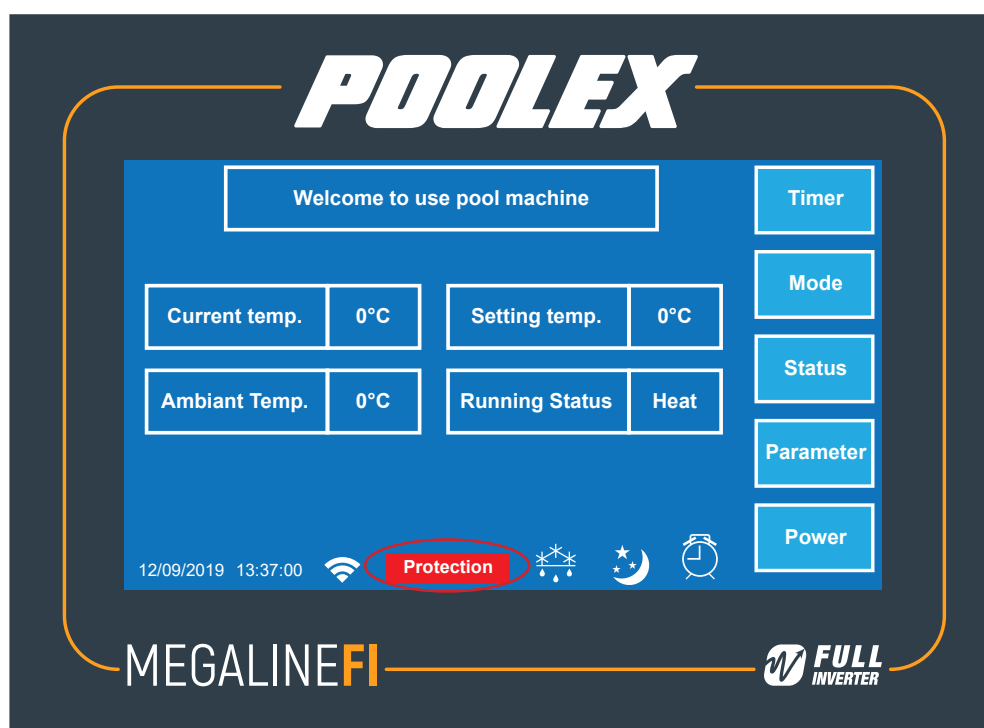 POOLEX
Welcome to use pool machine
Timer
Mode
Current temp. 0°C Setting temp. 0°C
Status
Ambiant Temp. 0°C Running Status Heat
Parameter
Power
12/09/2019 13:37:00 Protection
MEGALINEFI
FULL
INVERTER